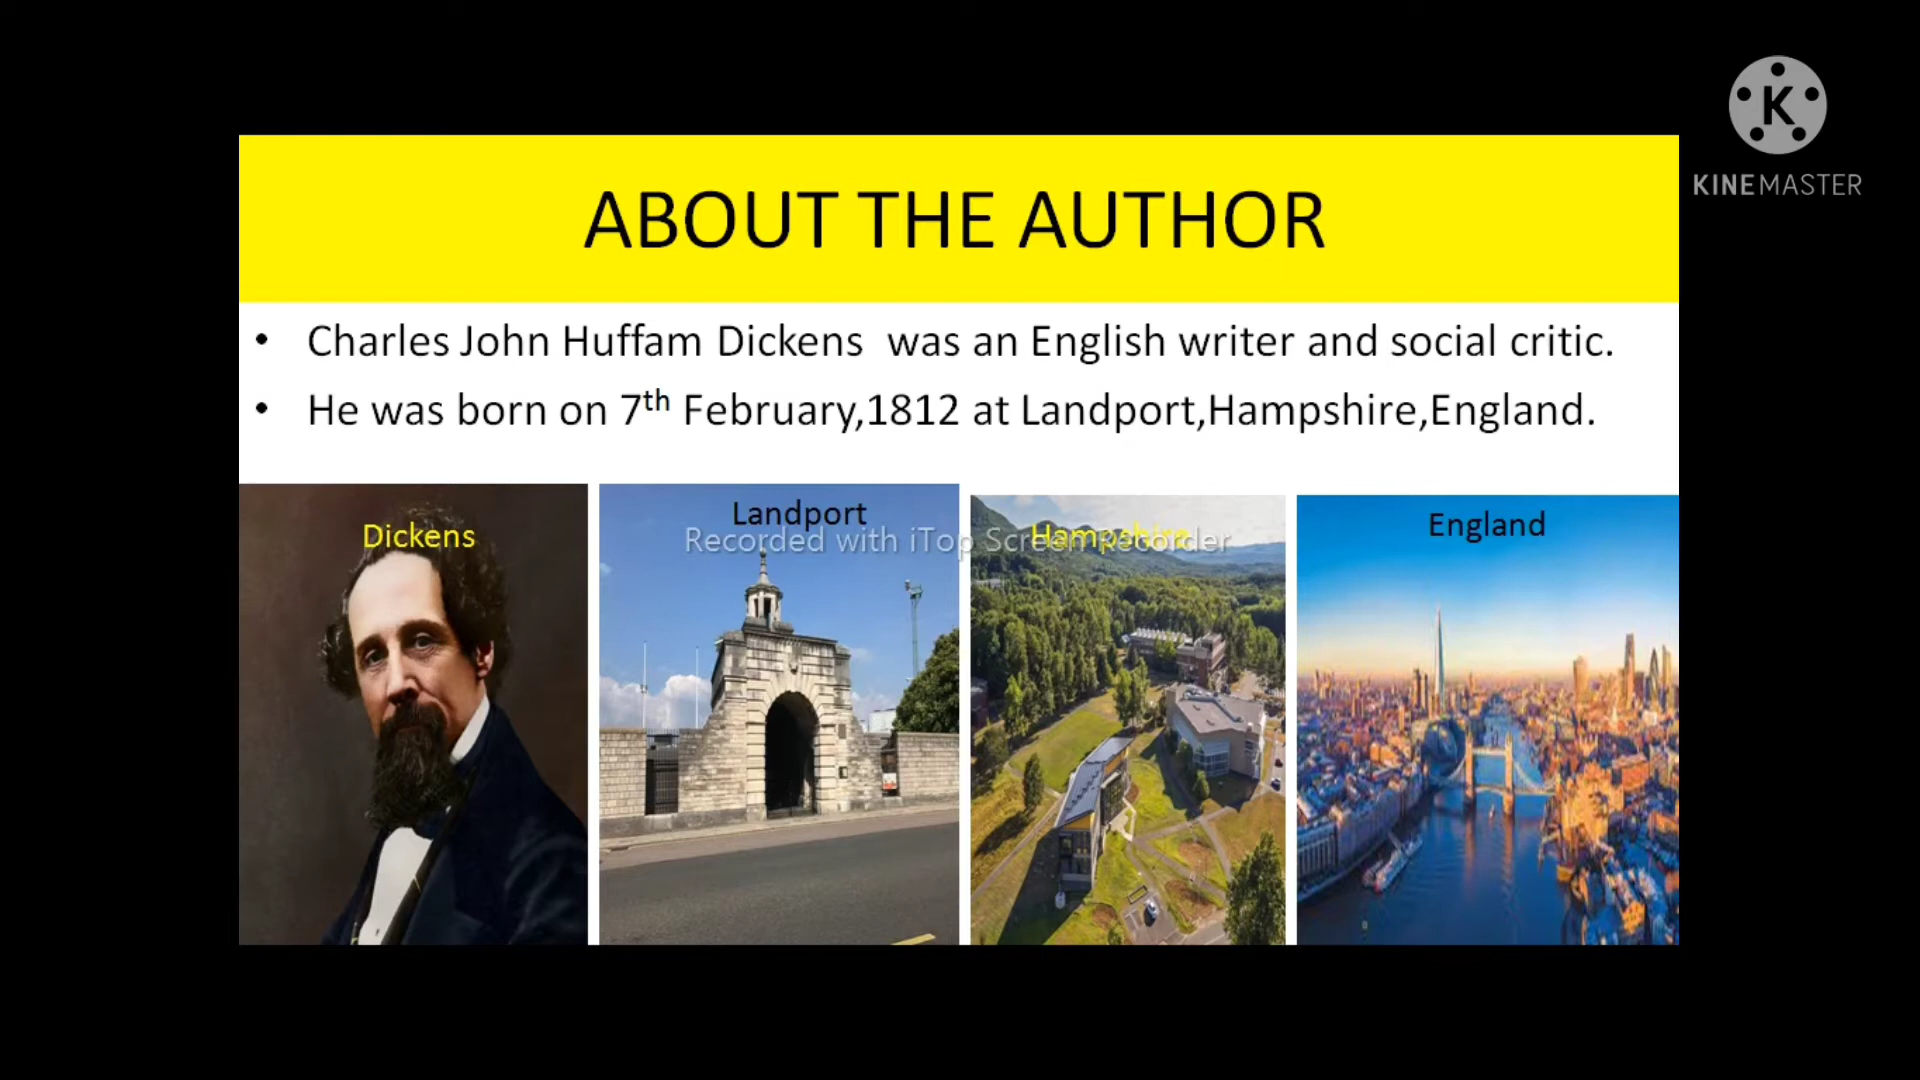 K
KINEMASTER
ABOUT THE AUTHOR
• Charles John Huffam Dickens was an English writer and social critic.
• He was born on 7th February,1812 at Landport,Hampshire,England.
Dickens
Landport
Hampshire
England
Recorded with iTop Screen Recorder